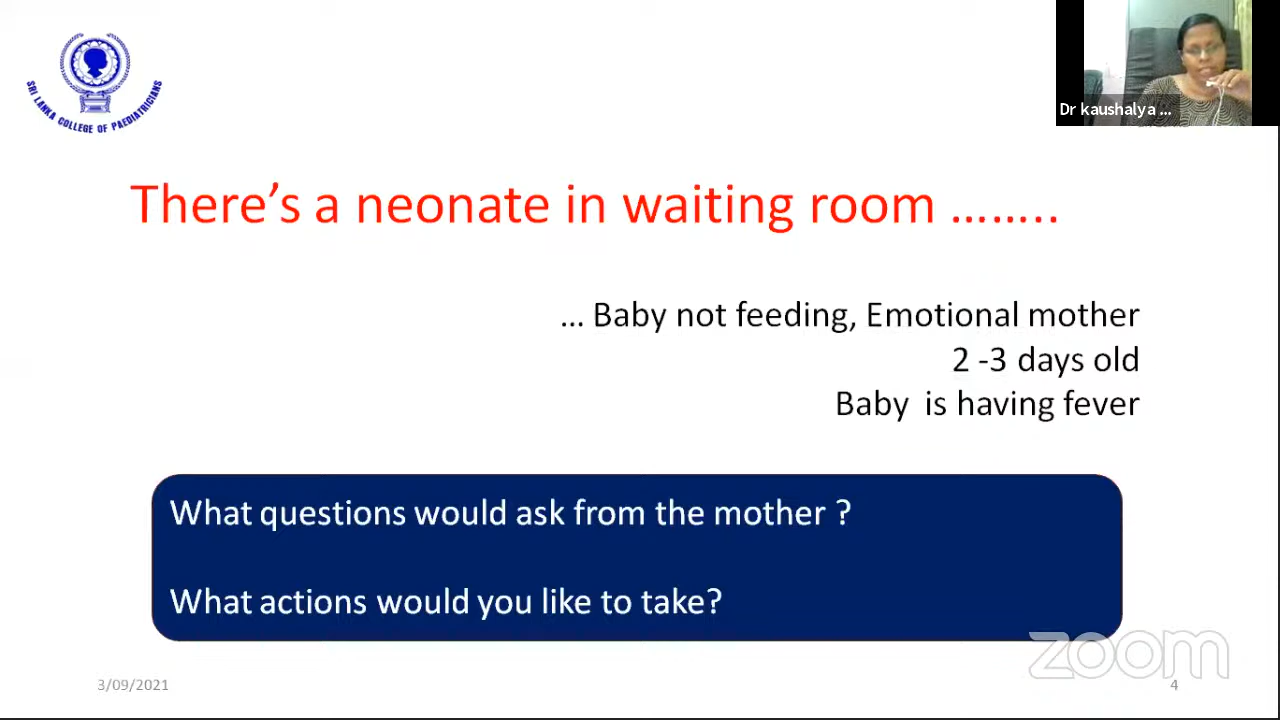 SRI LANKA COLLEGE OF PAEDIATRICIANS
Dr kaushalya ...
There’s a neonate in waiting room ……..
... Baby not feeding, Emotional mother
2 -3 days old
Baby  is having fever
What questions would ask from the mother ?
What actions would you like to take?
zoom
3/09/2021
4